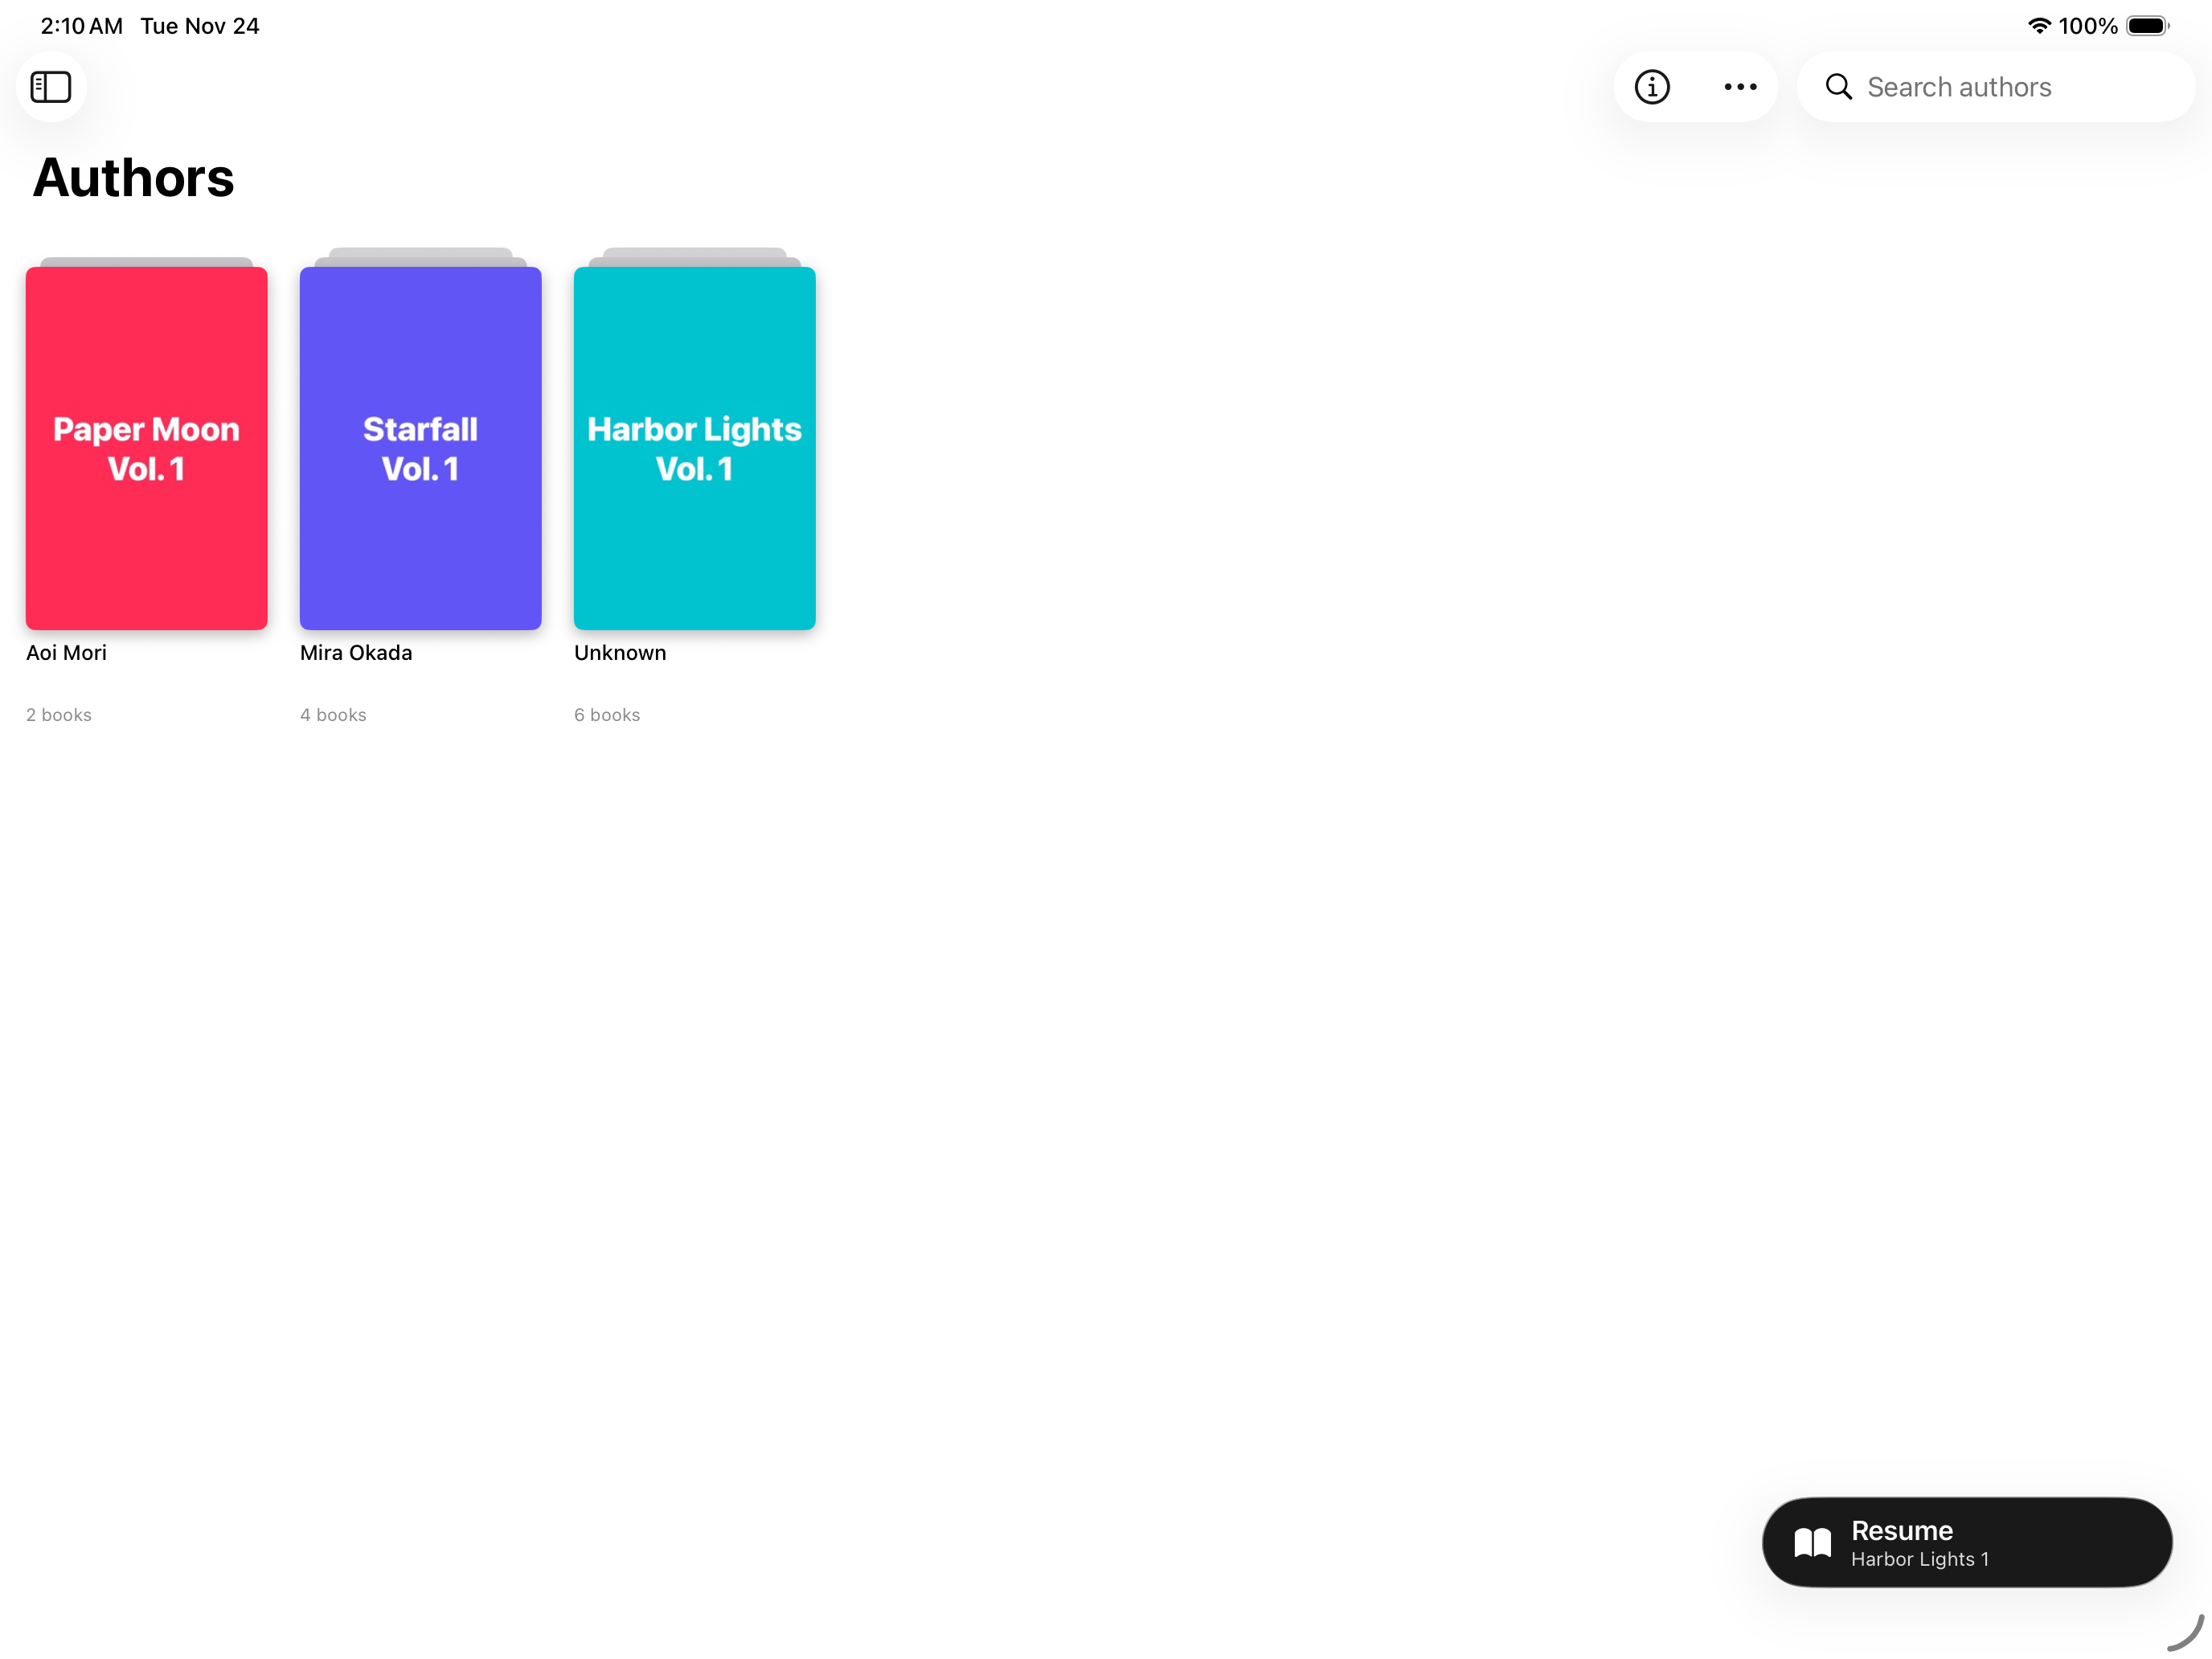 2:10 AM Tue Nov 24
100%
Search authors
Authors
Paper Moon
Vol. 1
Starfall
Vol. 1
Harbor Lights
Vol. 1
Aoi Mori
Mira Okada
Unknown
2 books
4 books
6 books
Resume
Harbor Lights 1